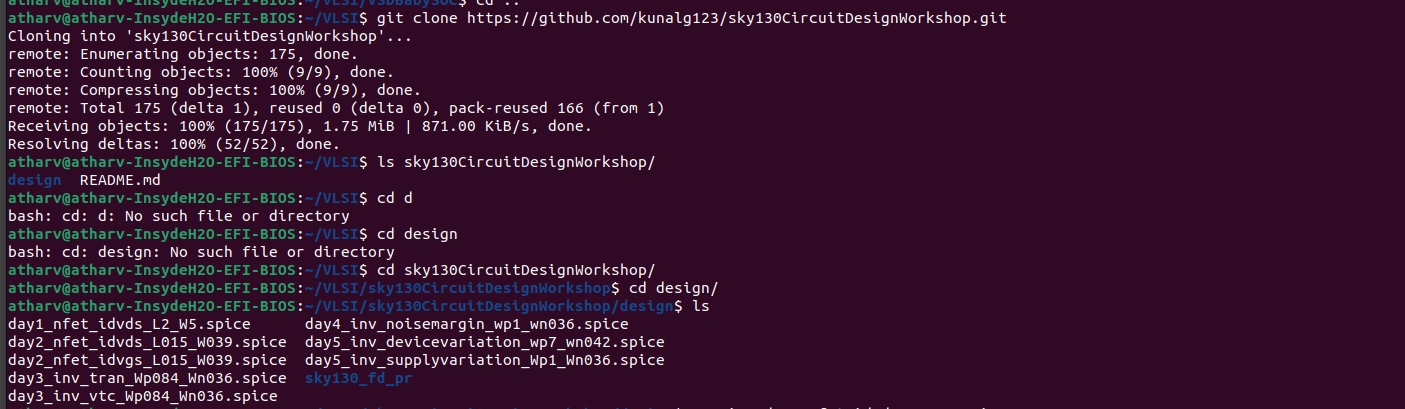 atharv@atharv-InsydeH2O-EFI-BIOS:~/VLSI/VSDBabySOC$ cd ..
atharv@atharv-InsydeH2O-EFI-BIOS:~/VLSI$ git clone https://github.com/kunalg123/sky130CircuitDesignWorkshop.git
Cloning into 'sky130CircuitDesignWorkshop'...
remote: Enumerating objects: 175, done.
remote: Counting objects: 100% (9/9), done.
remote: Compressing objects: 100% (9/9), done.
remote: Total 175 (delta 1), reused 0 (delta 0), pack-reused 166 (from 1)
Receiving objects: 100% (175/175), 1.75 MiB | 871.00 KiB/s, done.
Resolving deltas: 100% (52/52), done.
atharv@atharv-InsydeH2O-EFI-BIOS:~/VLSI$ ls sky130CircuitDesignWorkshop/
design  README.md
atharv@atharv-InsydeH2O-EFI-BIOS:~/VLSI$ cd d
bash: cd: d: No such file or directory
atharv@atharv-InsydeH2O-EFI-BIOS:~/VLSI$ cd design
bash: cd: design: No such file or directory
atharv@atharv-InsydeH2O-EFI-BIOS:~/VLSI$ cd sky130CircuitDesignWorkshop/
atharv@atharv-InsydeH2O-EFI-BIOS:~/VLSI/sky130CircuitDesignWorkshop$ cd design/
atharv@atharv-InsydeH2O-EFI-BIOS:~/VLSI/sky130CircuitDesignWorkshop/design$ ls
day1_nfet_idvds_L2_W5.spice      day4_inv_noisemargin_wp1_wn036.spice
day2_nfet_idvds_L015_W039.spice  day5_inv_devicevariation_wp7_wn042.spice
day2_nfet_idvgs_L015_W039.spice  day5_inv_supplyvariation_Wp1_Wn036.spice
day3_inv_tran_Wp084_Wn036.spice  sky130_fd_pr
day3_inv_vtc_Wp084_Wn036.spice